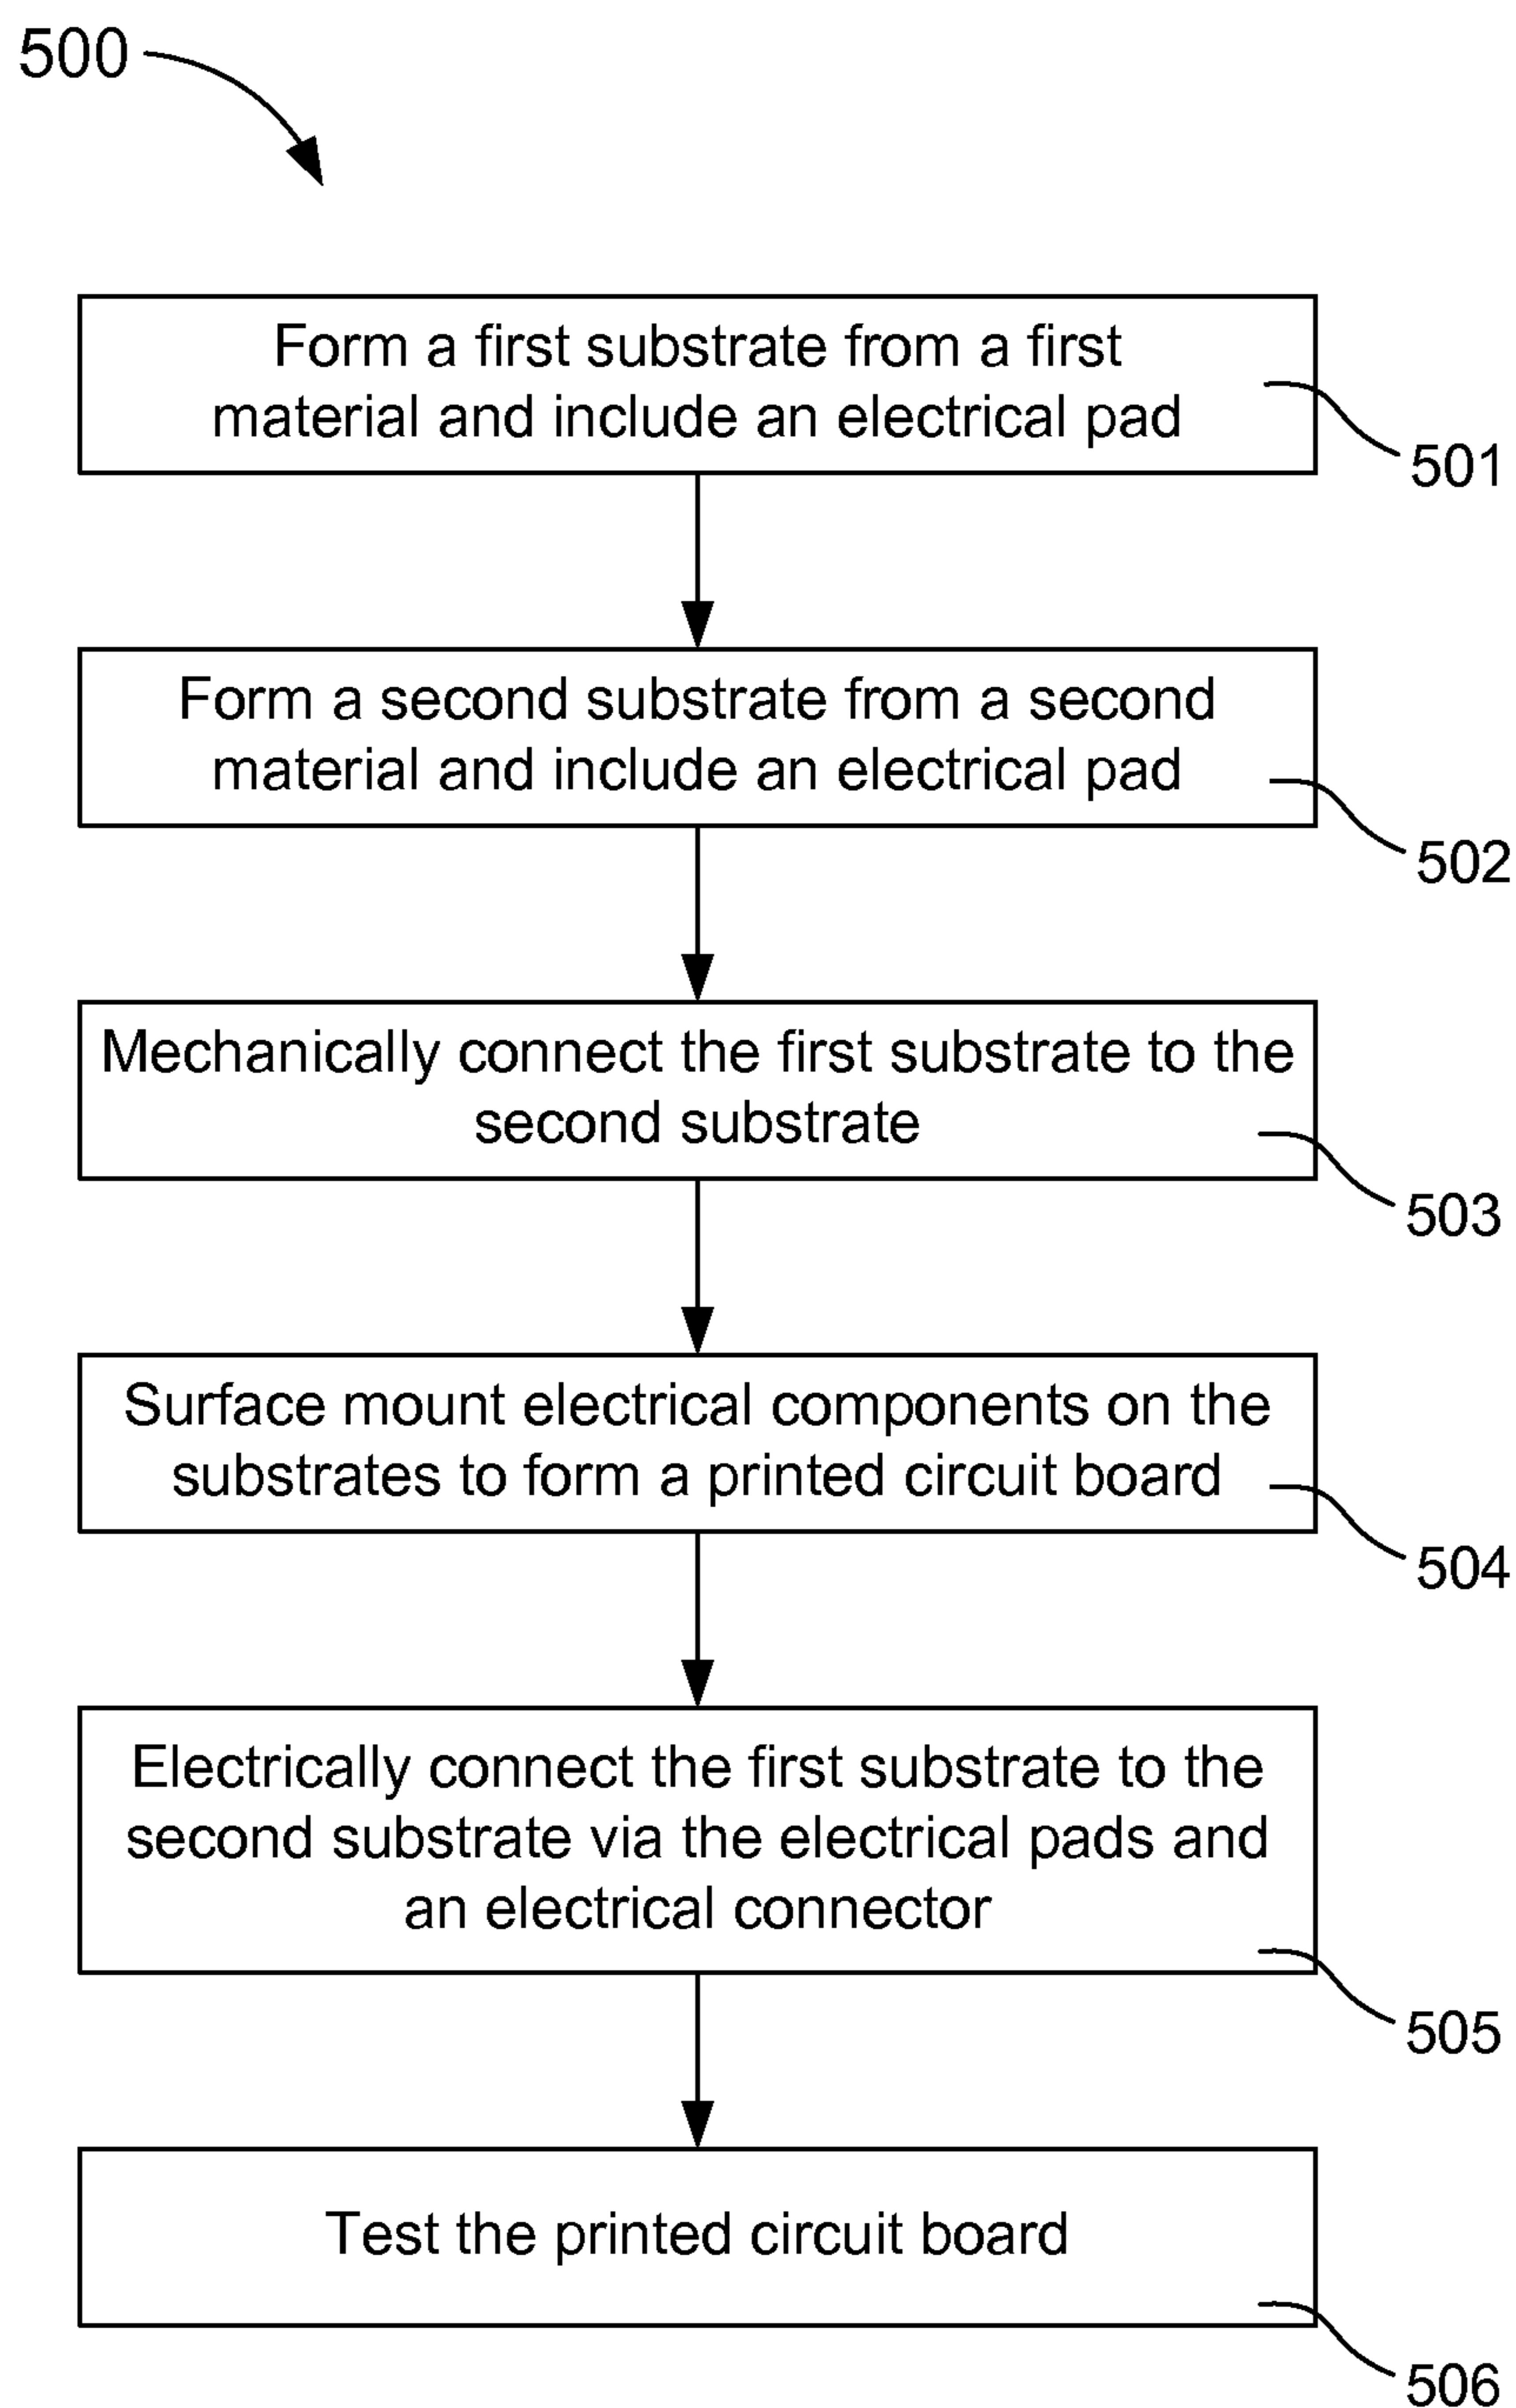 500
Form a first substrate from a first
material and include an electrical pad
501
Form a second substrate from a second
material and include an electrical pad
502
Mechanically connect the first substrate to the
second substrate
503
Surface mount electrical components on the
substrates to form a printed circuit board
504
Electrically connect the first substrate to the
second substrate via the electrical pads and
an electrical connector
505
Test the printed circuit board
506